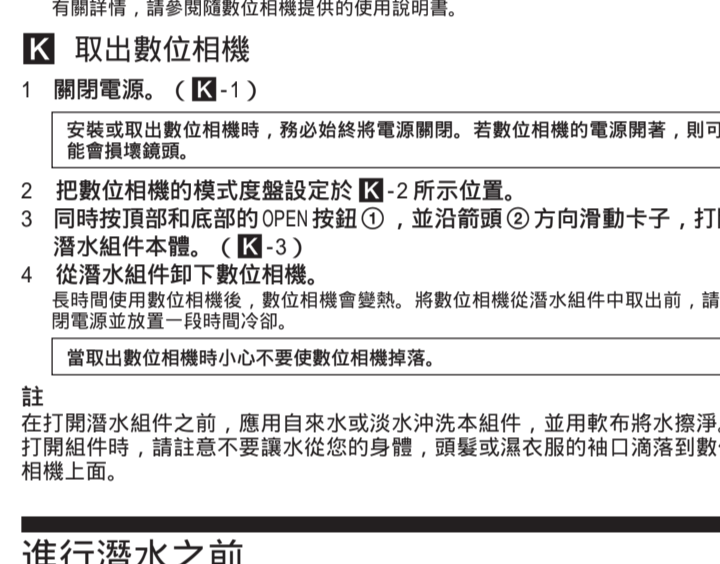 有關詳情，請參閱隨數位相機提供的使用說明書。
K 取出數位相機
1 關閉電源。（K-1）
安裝或取出數位相機時，務必始終將電源關閉。若數位相機的電源開著，則可
能會損壞鏡頭。
2 把數位相機的模式度盤設定於 K-2 所示位置。
3 同時按頂部和底部的OPEN按鈕①，並沿箭頭②方向滑動卡子，打
潛水組件本體。（K-3）
4 從潛水組件卸下數位相機。
長時間使用數位相機後，數位相機會變熱。將數位相機從潛水組件中取出前，請
閉電源並放置一段時間冷卻。
當取出數位相機時小心不要使數位相機掉落。
註
在打開潛水組件之前，應用自來水或淡水沖洗本組件，並用軟布將水擦淨。
打開組件時，請註意不要讓水從您的身體，頭髮或濕衣服的袖口滴落到數
相機上面。
進行潛水之前